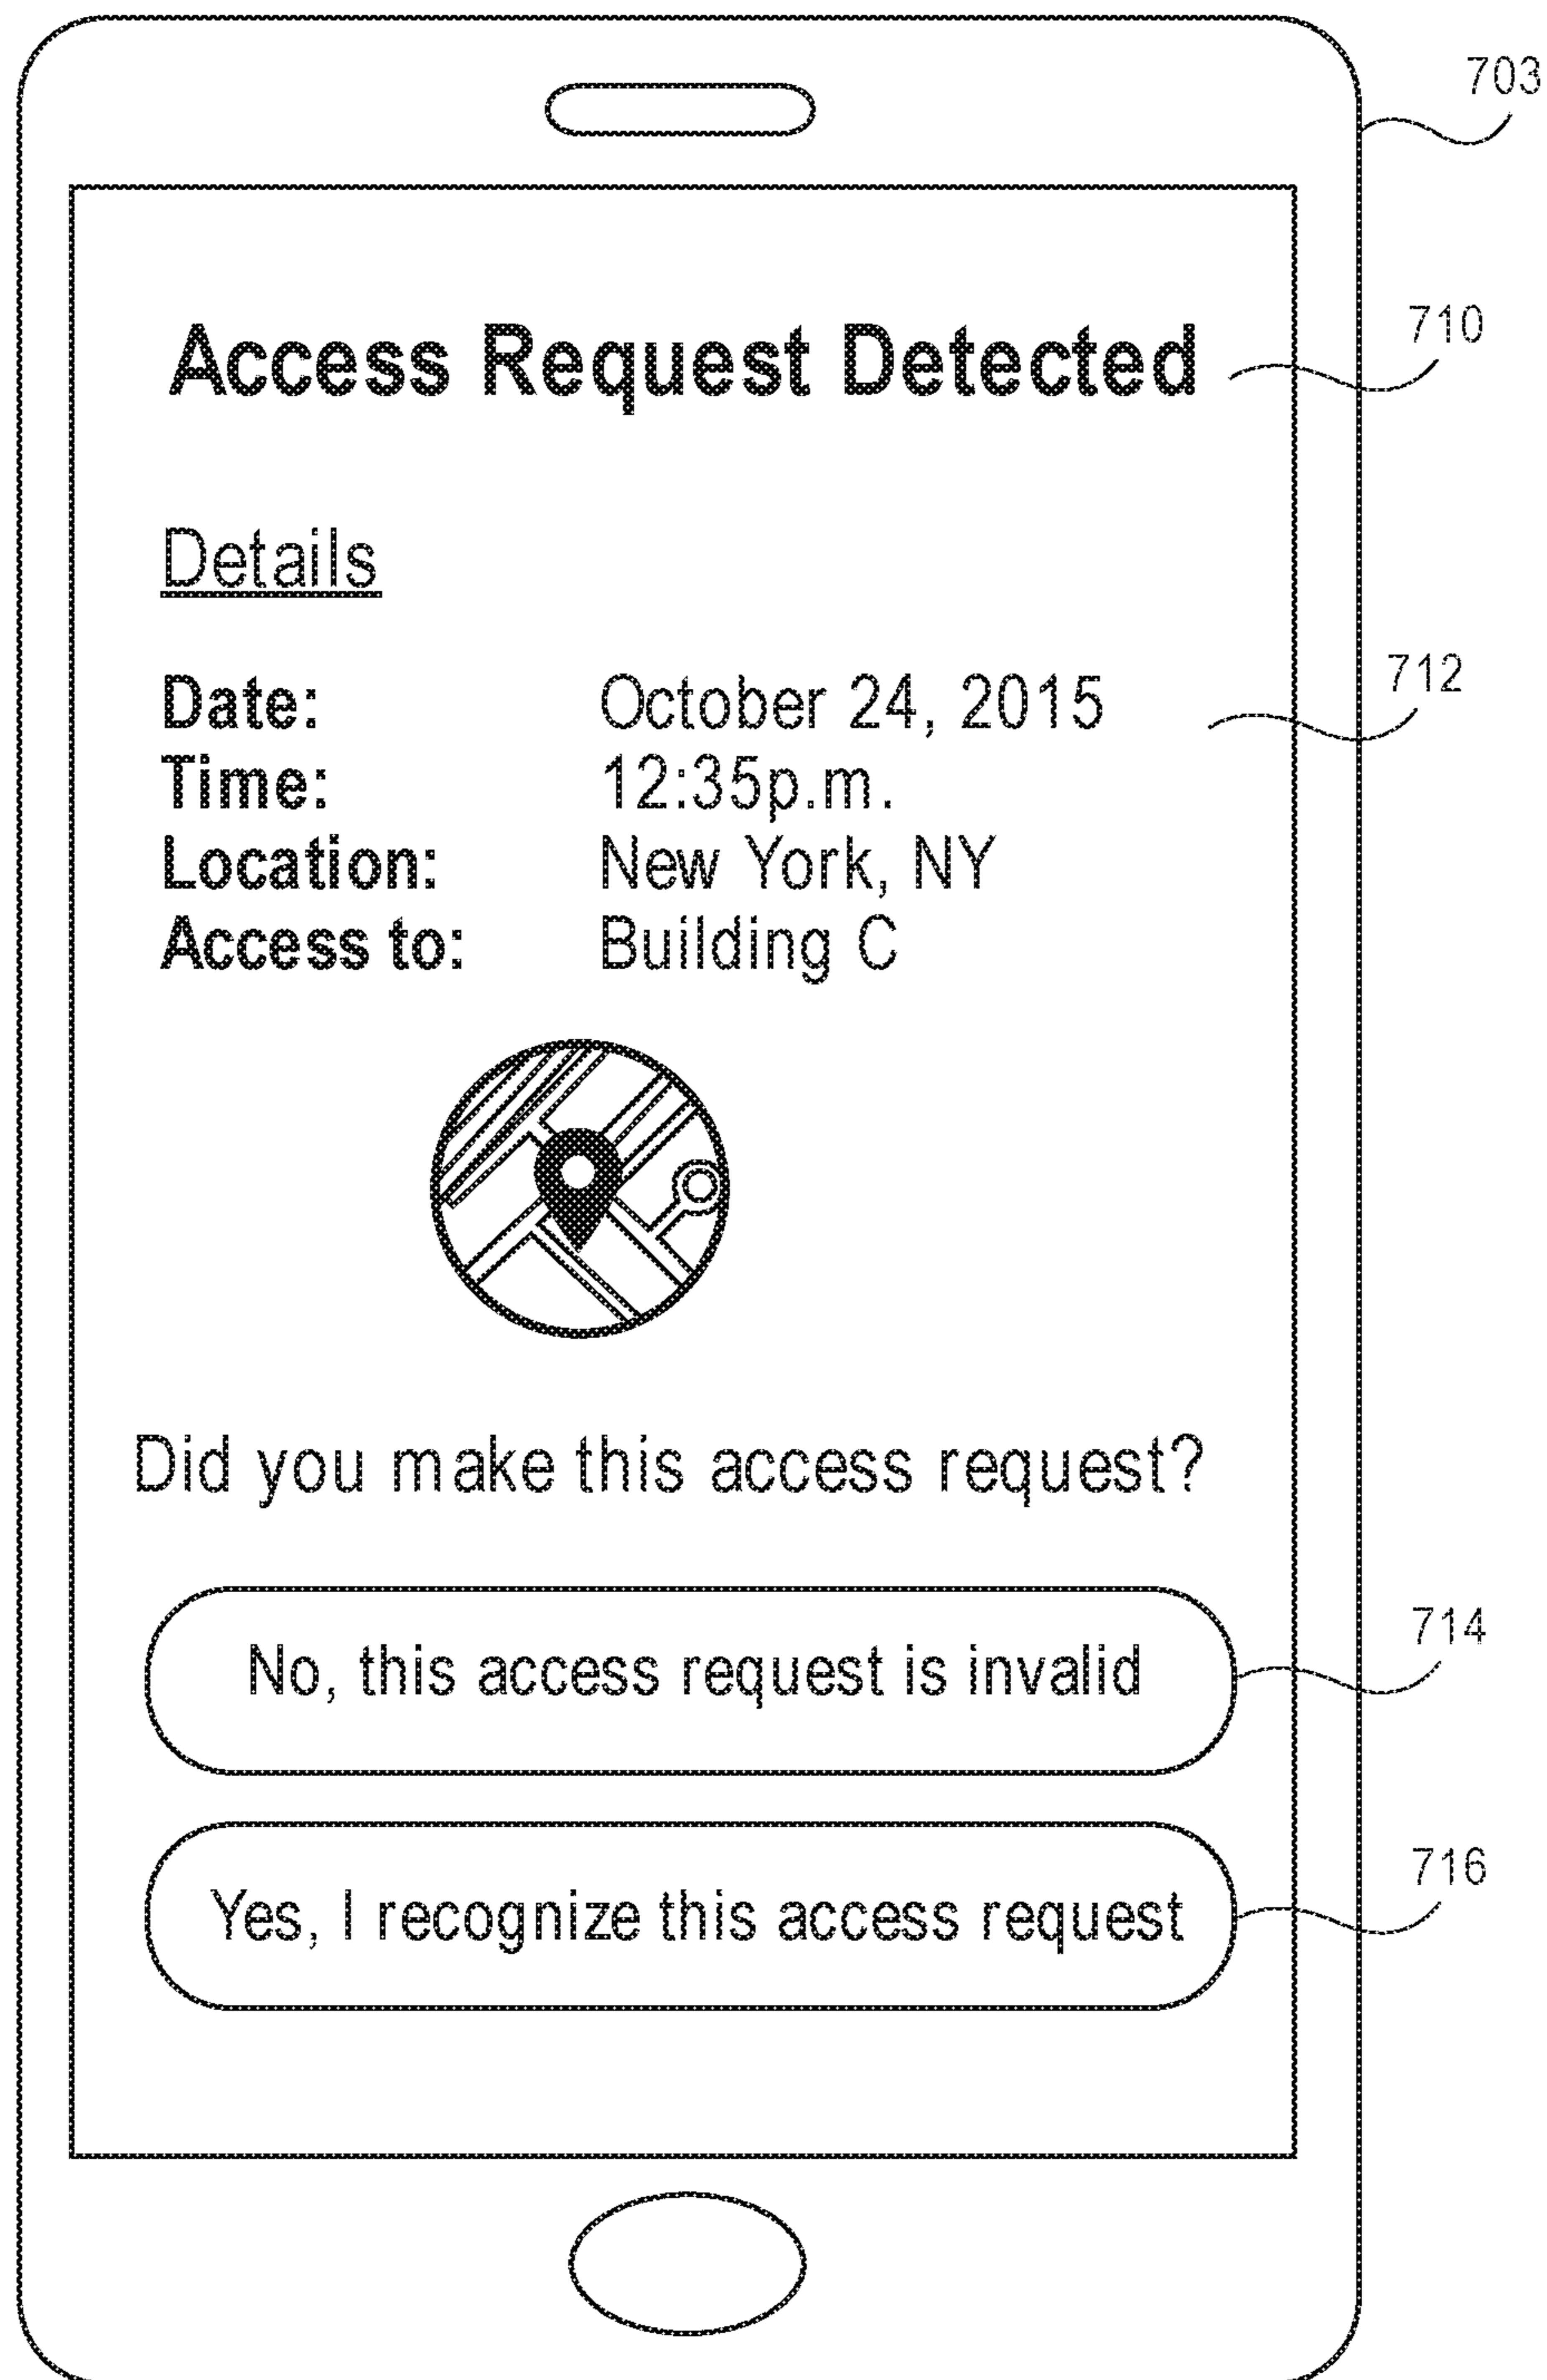 703
Access Request Detected 710
Details
Date: October 24, 2015 712
Time: 12:35p.m.
Location: New York, NY
Access to: Building C
Did you make this access request?
No, this access request is invalid 714
Yes, I recognize this access request 716